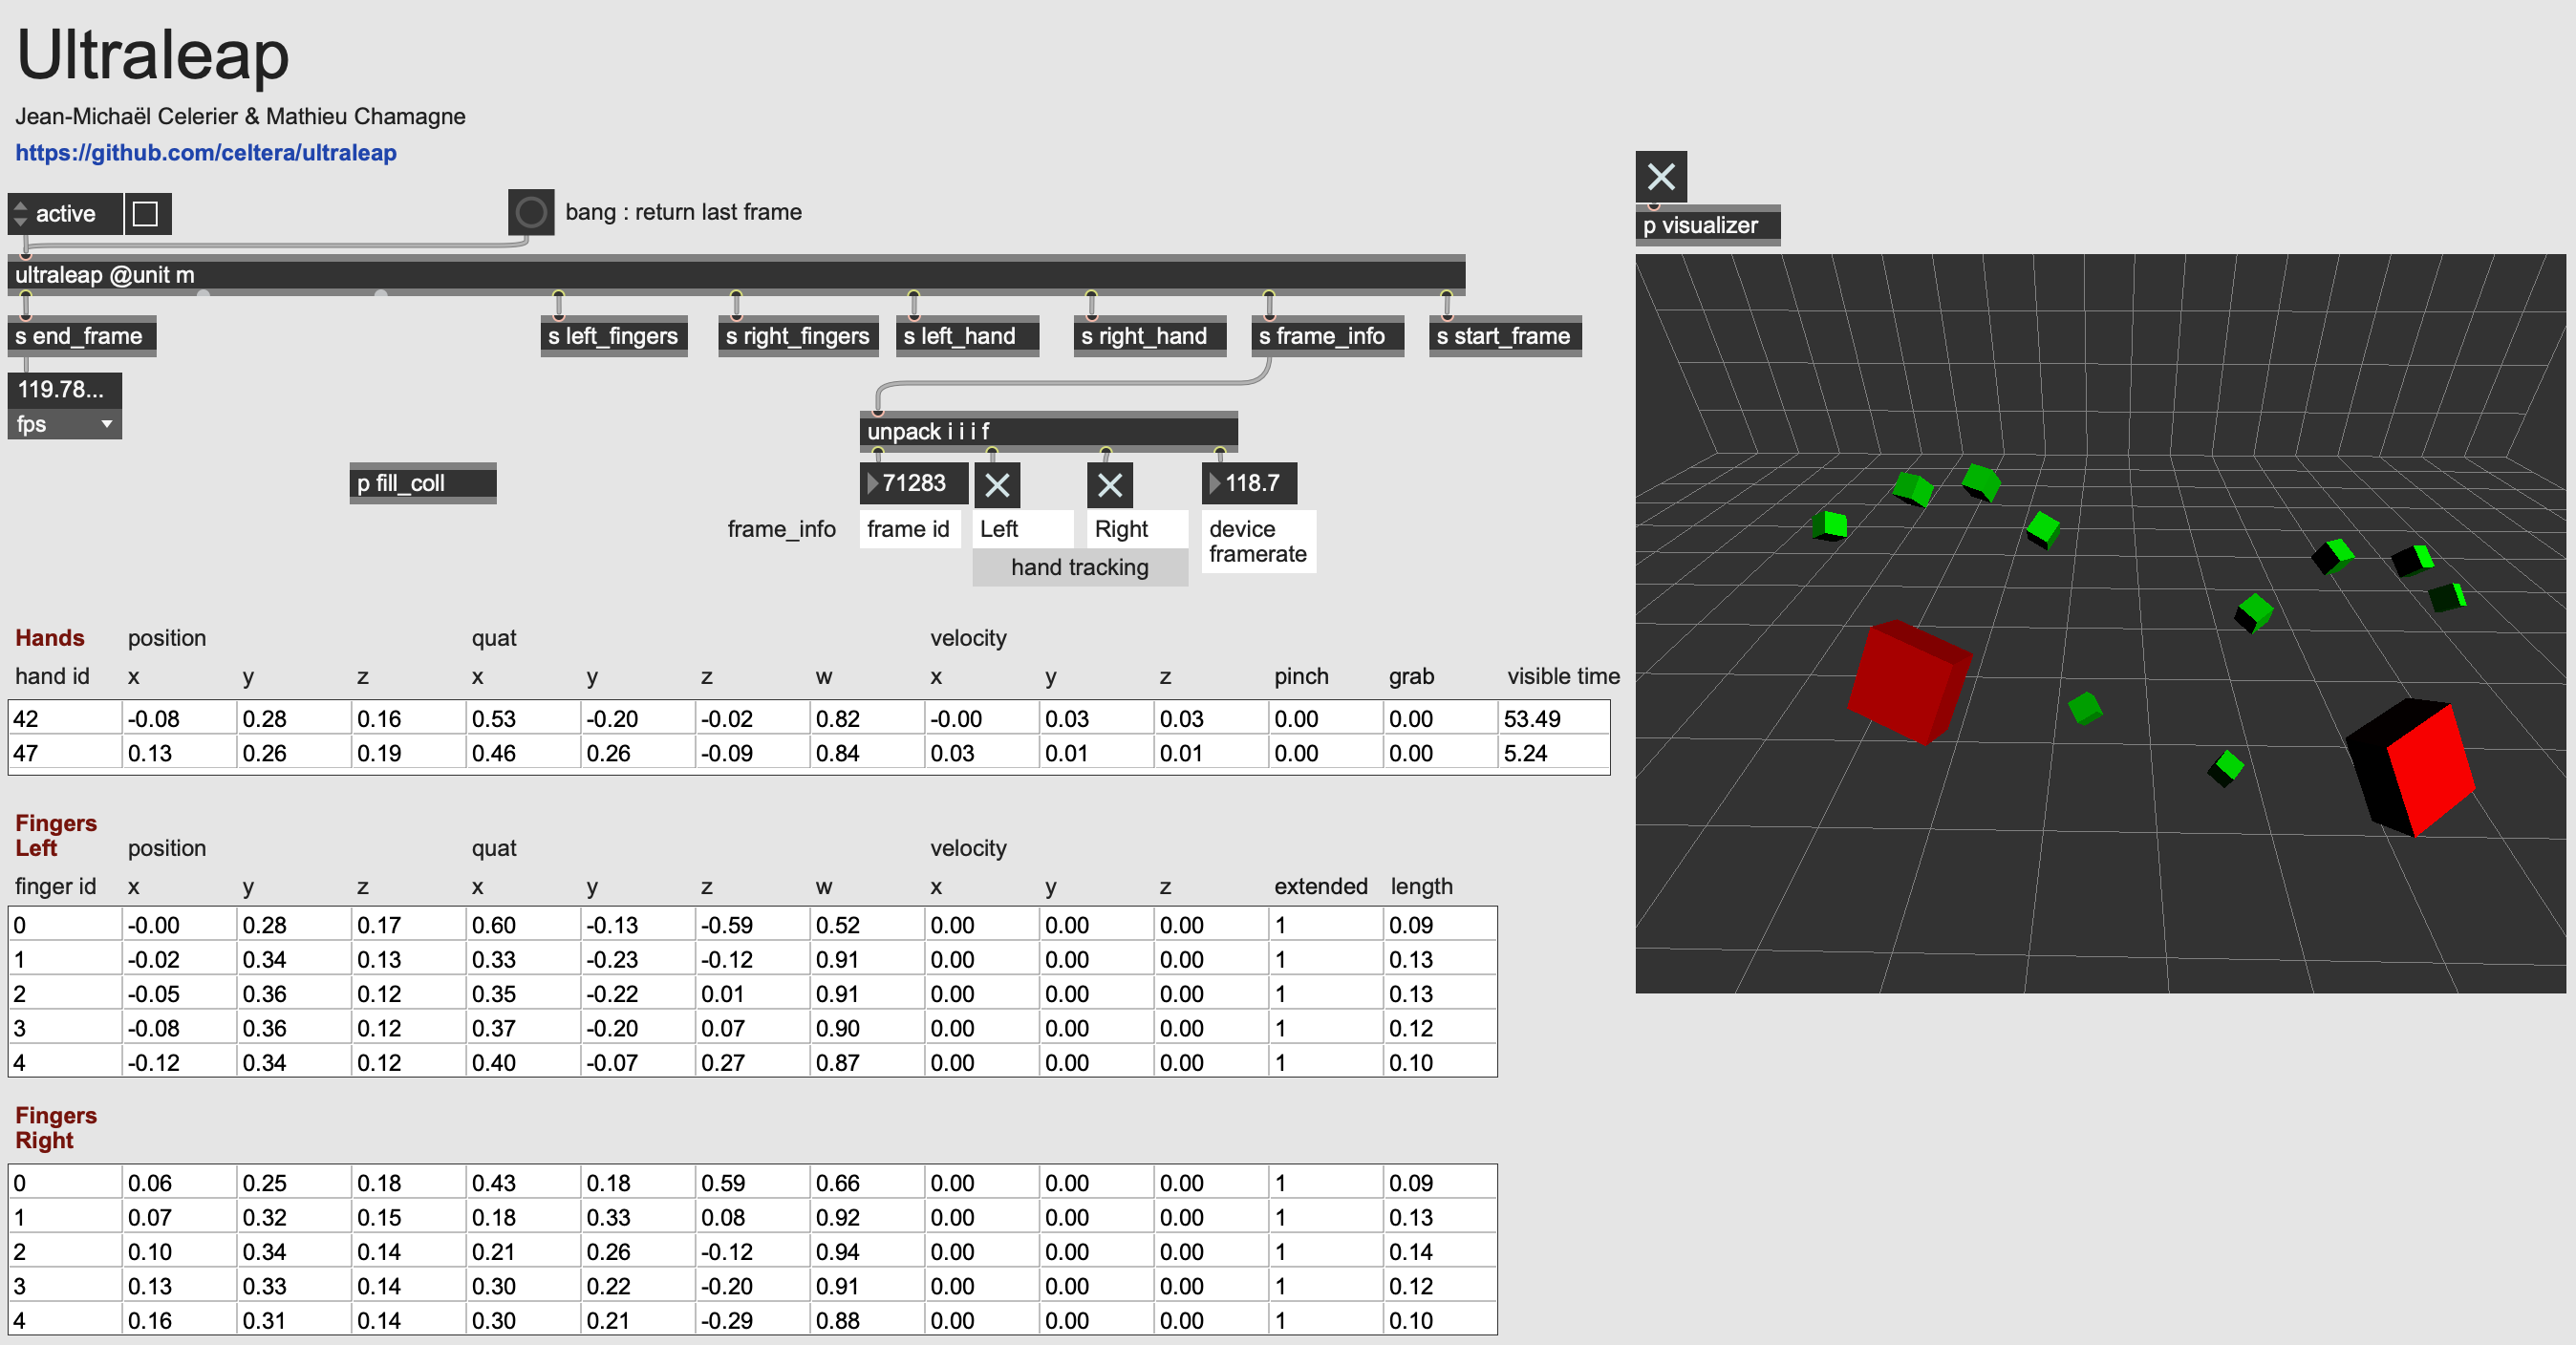 Ultraleap
Jean-Michaël Celerier & Mathieu Chamagne
https://github.com/celtera/ultraleap
active
bang : return last frame
p visualizer
ultraleap @unit m
s end_frame
s left_fingers
s right_fingers
s left_hand
s right_hand
s frame_info
s start_frame
119.78...
fps
unpack i i i f
p fill_coll
71283
118.7
frame_info
frame id
Left
Right
device
framerate
hand tracking
Hands position quat velocity
hand id x y z x y z w x y z pinch grab visible time
42 -0.08 0.28 0.16 0.53 -0.20 -0.02 0.82 -0.00 0.03 0.03 0.00 0.00 53.49
47 0.13 0.26 0.19 0.46 0.26 -0.09 0.84 0.03 0.01 0.01 0.00 0.00 5.24
Fingers
Left position quat velocity
finger id x y z x y z w x y z extended length
0 -0.00 0.28 0.17 0.60 -0.13 -0.59 0.52 0.00 0.00 0.00 1 0.09
1 -0.02 0.34 0.13 0.33 -0.23 -0.12 0.91 0.00 0.00 0.00 1 0.13
2 -0.05 0.36 0.12 0.35 -0.22 0.01 0.91 0.00 0.00 0.00 1 0.13
3 -0.08 0.36 0.12 0.37 -0.20 0.07 0.90 0.00 0.00 0.00 1 0.12
4 -0.12 0.34 0.12 0.40 -0.07 0.27 0.87 0.00 0.00 0.00 1 0.10
Fingers
Right
0 0.06 0.25 0.18 0.43 0.18 0.59 0.66 0.00 0.00 0.00 1 0.09
1 0.07 0.32 0.15 0.18 0.33 0.08 0.92 0.00 0.00 0.00 1 0.13
2 0.10 0.34 0.14 0.21 0.26 -0.12 0.94 0.00 0.00 0.00 1 0.14
3 0.13 0.33 0.14 0.30 0.22 -0.20 0.91 0.00 0.00 0.00 1 0.12
4 0.16 0.31 0.14 0.30 0.21 -0.29 0.88 0.00 0.00 0.00 1 0.10